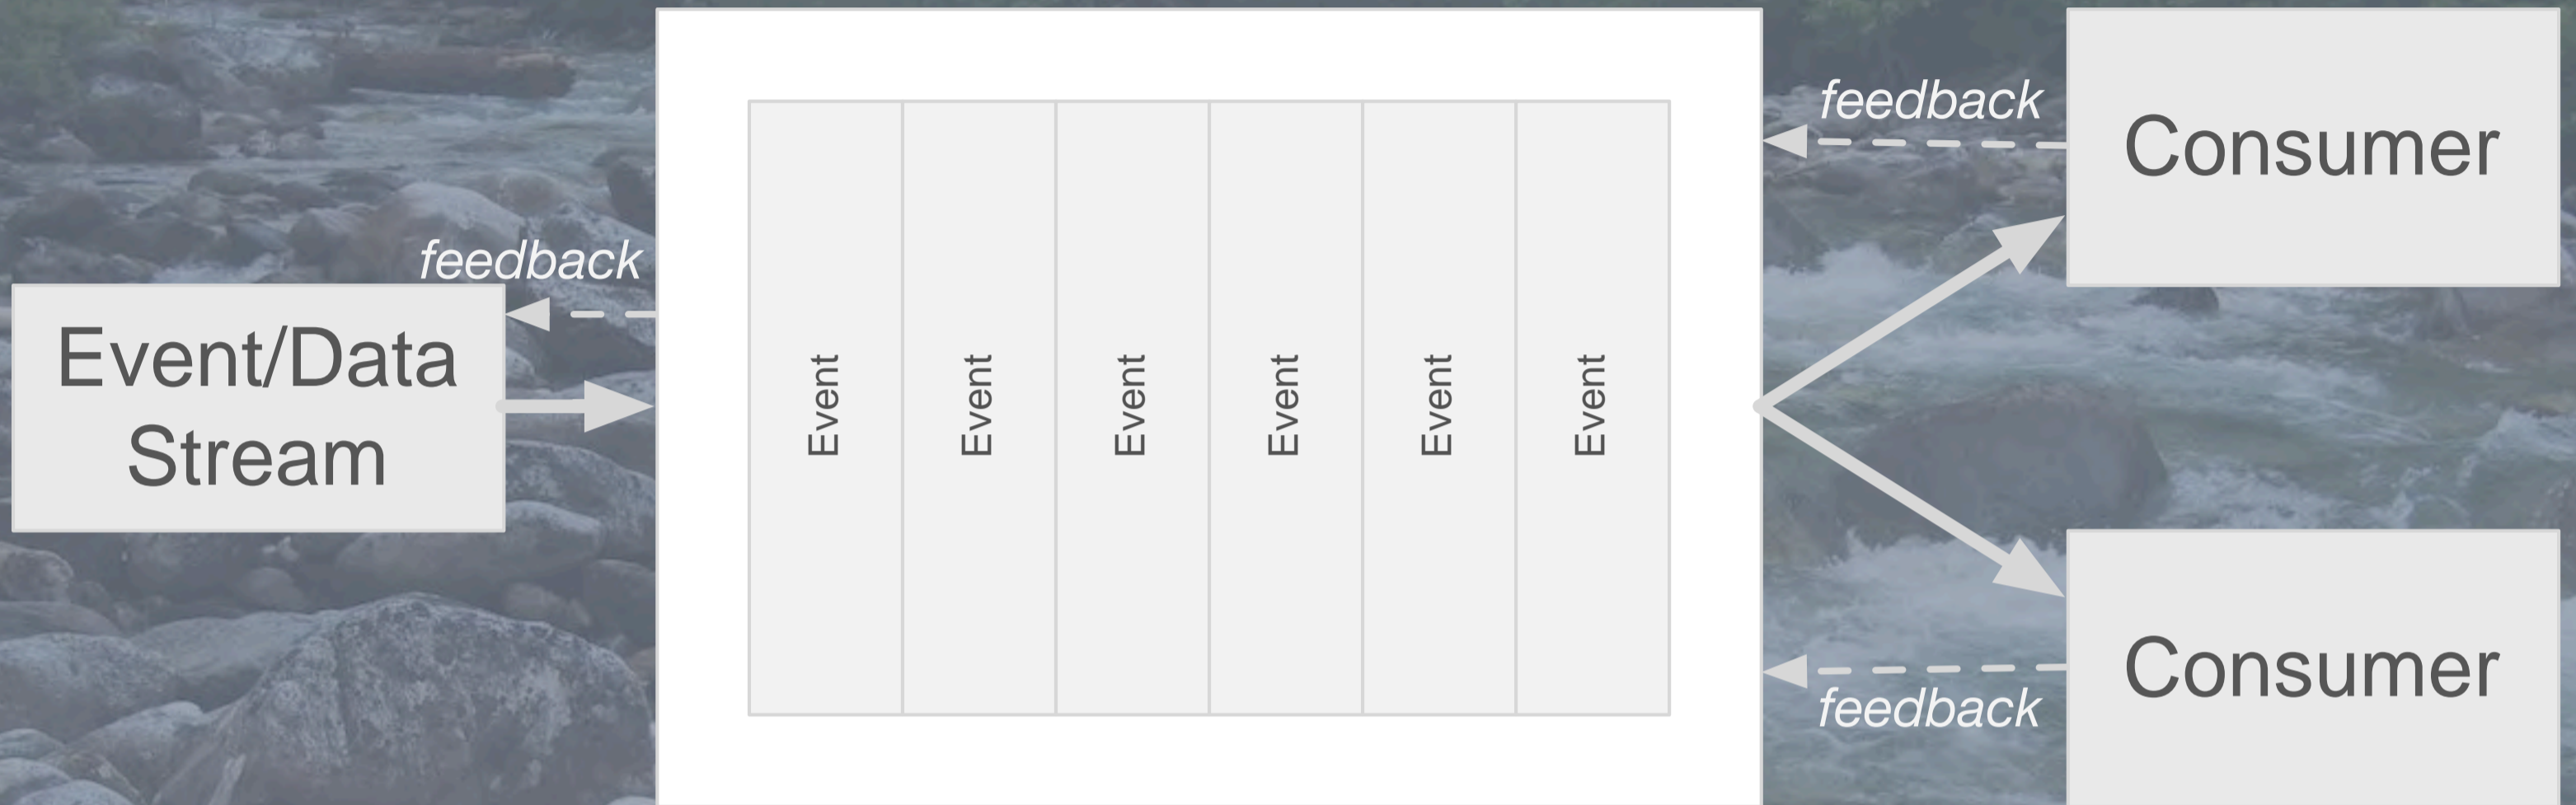 feedback
Event/Data
Stream
Event
Event
Event
Event
Event
Event
feedback
Consumer
Consumer
feedback